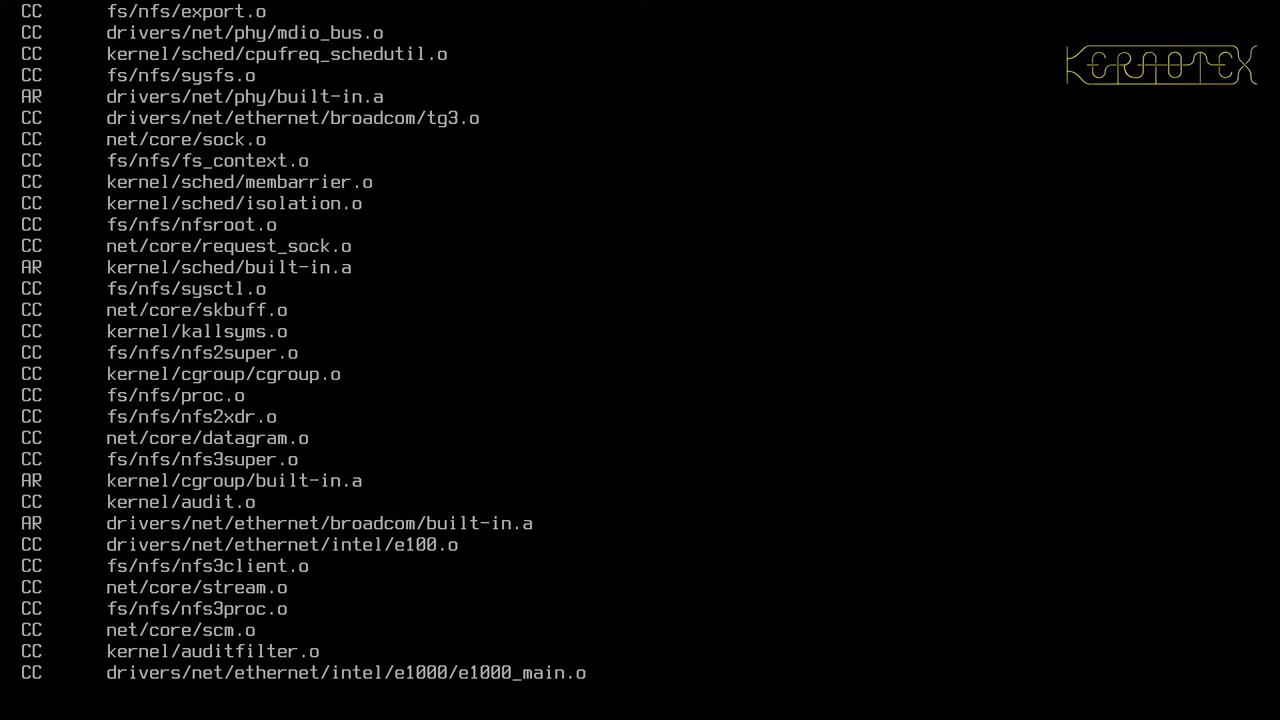 CC      fs/nfs/export.o
CC      drivers/net/phy/mdio_bus.o
CC      kernel/sched/cpufreq_schedutil.o
CC      fs/nfs/sysfs.o
AR      drivers/net/phy/built-in.a
CC      drivers/net/ethernet/broadcom/tg3.o
CC      net/core/sock.o
CC      fs/nfs/fs_context.o
CC      kernel/sched/membarrier.o
CC      kernel/sched/isolation.o
CC      fs/nfs/nfsroot.o
CC      net/core/request_sock.o
AR      kernel/sched/built-in.a
CC      fs/nfs/sysctl.o
CC      net/core/skbuff.o
CC      kernel/kallsyms.o
CC      fs/nfs/nfs2super.o
CC      kernel/cgroup/cgroup.o
CC      fs/nfs/proc.o
CC      fs/nfs/nfs2xdr.o
CC      net/core/datagram.o
CC      fs/nfs/nfs3super.o
AR      kernel/cgroup/built-in.a
CC      kernel/audit.o
AR      drivers/net/ethernet/broadcom/built-in.a
CC      drivers/net/ethernet/intel/e100.o
CC      fs/nfs/nfs3client.o
CC      net/core/stream.o
CC      fs/nfs/nfs3proc.o
CC      net/core/scm.o
CC      kernel/auditfilter.o
CC      drivers/net/ethernet/intel/e1000/e1000_main.o